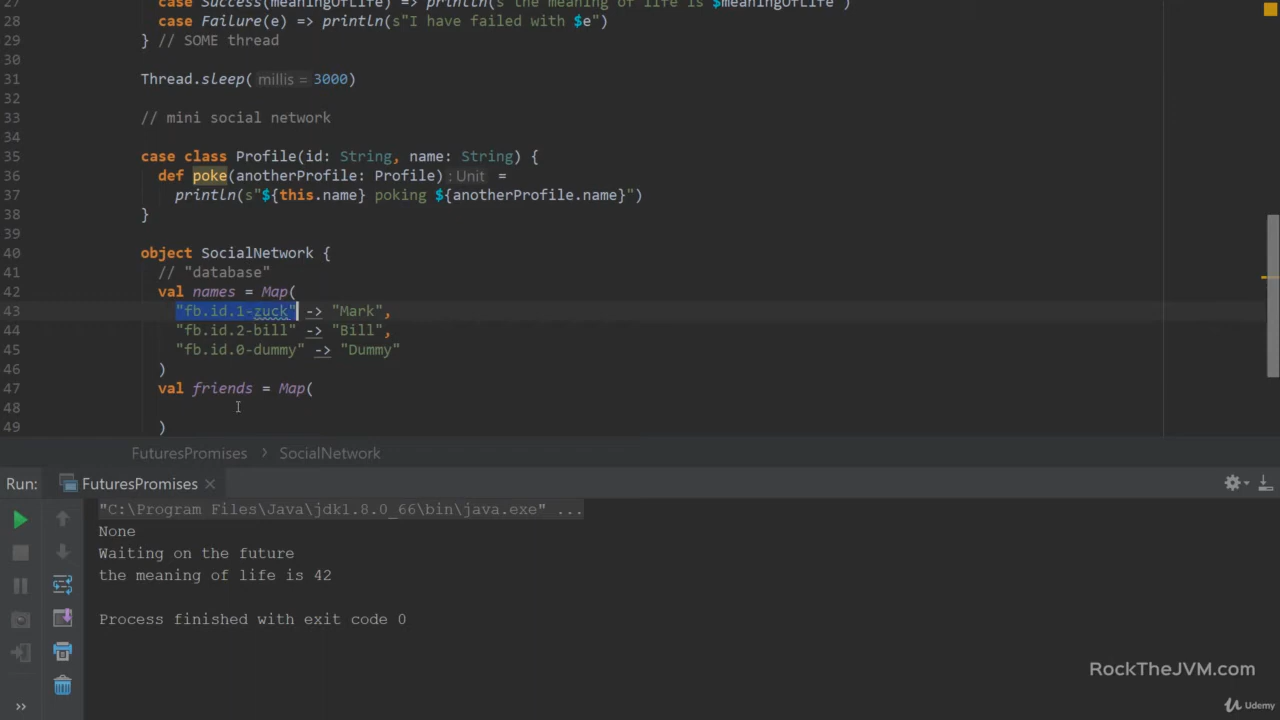 27 case Success(meaningOfLife) => println(s"the meaning of life is $meaningOfLife")
28 case Failure(e) => println(s"I have failed with $e")
29 } // SOME thread
30
31 Thread.sleep( millis = 3000)
32
33 // mini social network
34
35 case class Profile(id: String, name: String) {
36 def poke(anotherProfile: Profile) : Unit =
37 println(s"${this.name} poking ${anotherProfile.name}")
38 }
39
40 object SocialNetwork {
41 // "database"
42 val names = Map(
43 "fb.id.1-zuck" -> "Mark",
44 "fb.id.2-bill" -> "Bill",
45 "fb.id.0-dummy" -> "Dummy"
46 )
47 val friends = Map(
48
49 )
FuturesPromises > SocialNetwork
Run: FuturesPromises ×
"C:\Program Files\Java\jdk1.8.0_66\bin\java.exe" ...
None
Waiting on the future
the meaning of life is 42
Process finished with exit code 0
RockTheJVM.com
Udemy